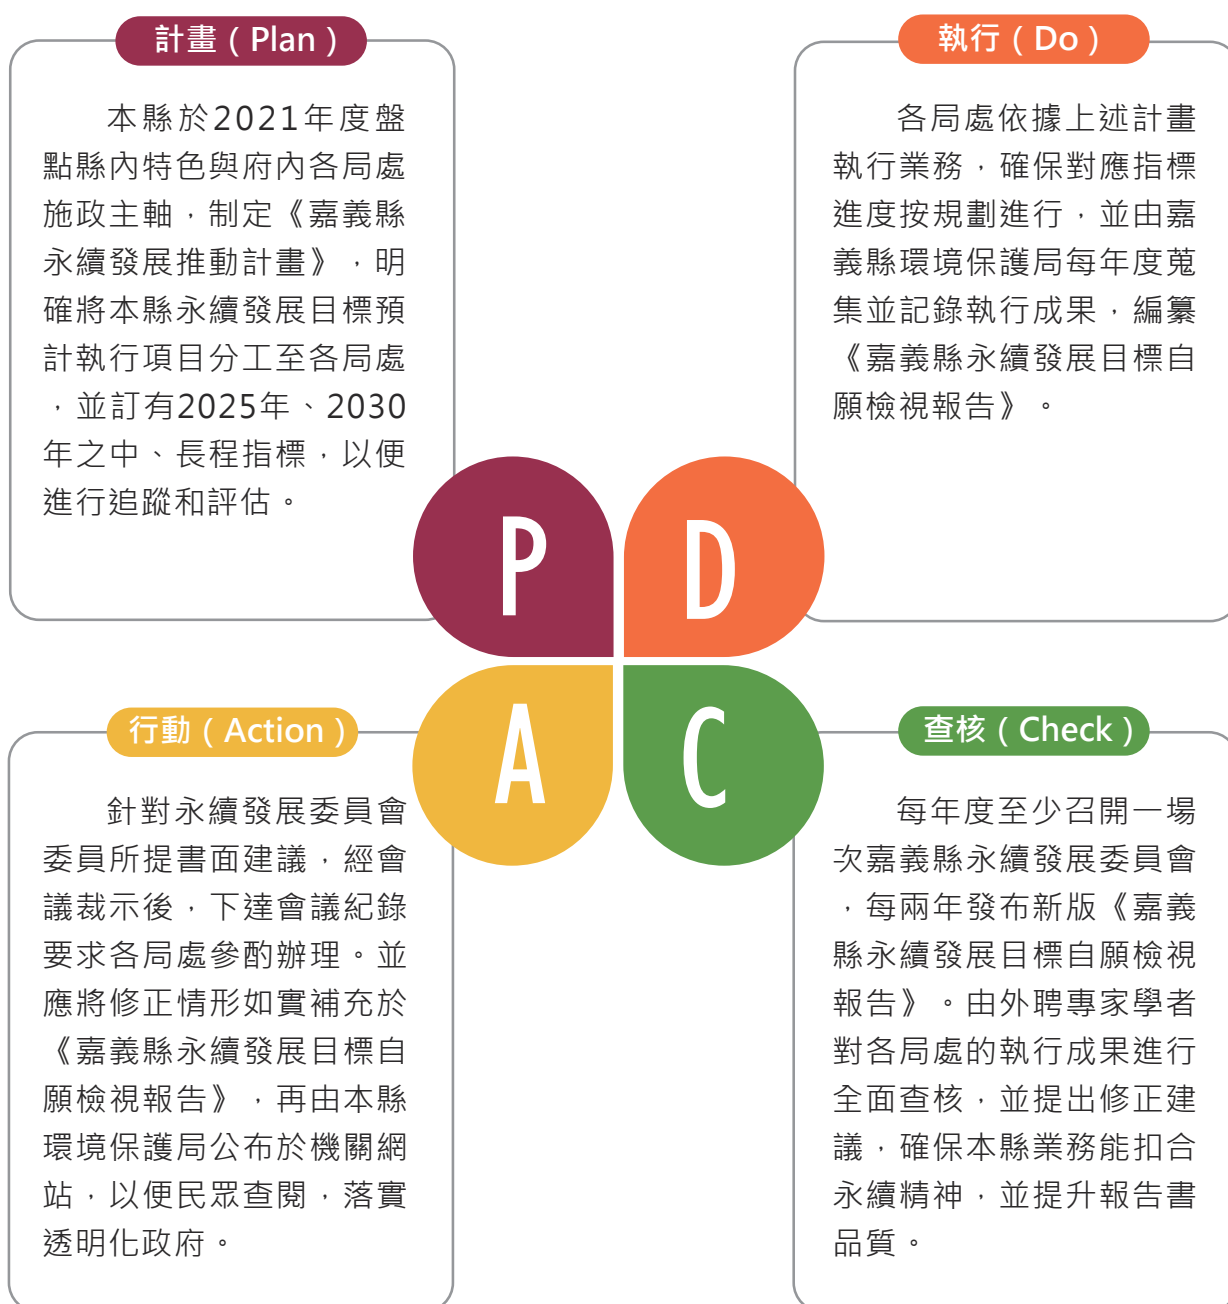 計畫（Plan）
本縣於2021年度盤
點縣內特色與府內各局處
施政主軸，制定《嘉義縣
永續發展推動計畫》，明
確將本縣永續發展目標預
計執行項目分工至各局處
，並訂有2025年、2030
年之中、長程指標，以便
進行追蹤和評估。
執行（Do）
各局處依據上述計畫
執行業務，確保對應指標
進度按規劃進行，並由嘉
義縣環境保護局每年度蒐
集並記錄執行成果，編纂
《嘉義縣永續發展目標自
願檢視報告》。
P
D
A
C
行動（Action）
針對永續發展委員會
委員所提書面建議，經會
議裁示後，下達會議紀錄
要求各局處參酌辦理。並
應將修正情形如實補充於
《嘉義縣永續發展目標自
願檢視報告》，再由本縣
環境保護局公布於機關網
站，以便民眾查閱，落實
透明化政府。
查核（Check）
每年度至少召開一場
次嘉義縣永續發展委員會
，每兩年發布新版《嘉義
縣永續發展目標自願檢視
報告》。由外聘專家學者
對各局處的執行成果進行
全面查核，並提出修正建
議，確保本縣業務能扣合
永續精神，並提升報告書
品質。